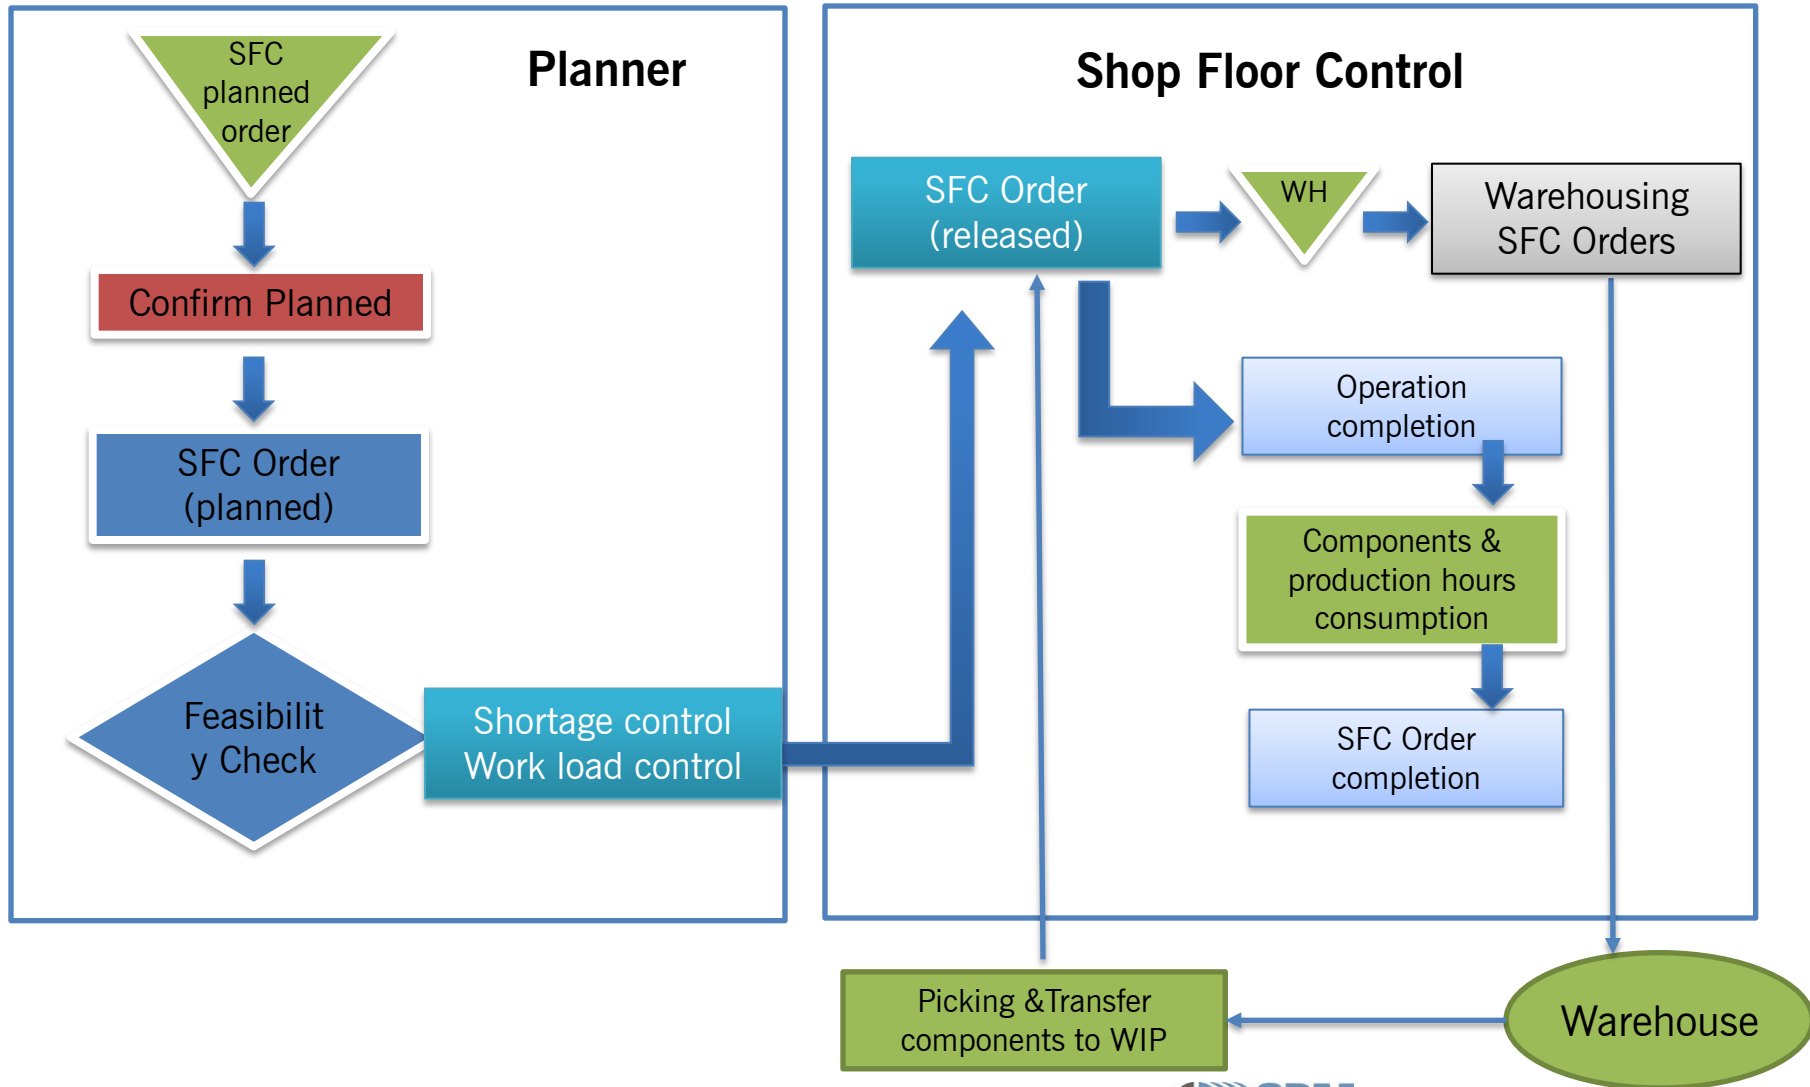 Planner
SFC
planned
order
Confirm Planned
SFC Order
(planned)
Feasibilit
y Check
Shortage control
Work load control
Shop Floor Control
SFC Order
(released)
WH
Warehousing
SFC Orders
Operation
completion
Components &
production hours
consumption
SFC Order
completion
Picking &Transfer
components to WIP
Warehouse